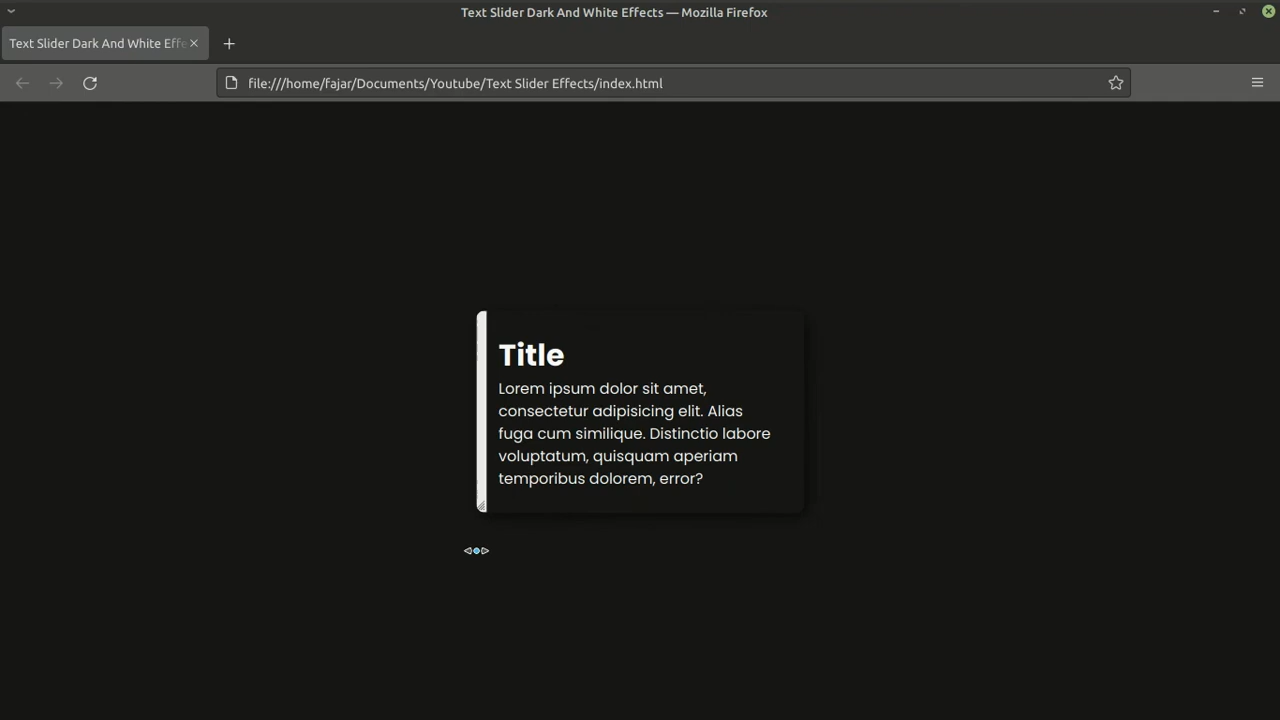 Text Slider Dark And White Effects — Mozilla Firefox
Text Slider Dark And White Effe
file:///home/fajar/Documents/Youtube/Text Slider Effects/index.html
Title
Lorem ipsum dolor sit amet,
consectetur adipisicing elit. Alias
fuga cum similique. Distinctio labore
voluptatum, quisquam aperiam
temporibus dolorem, error?